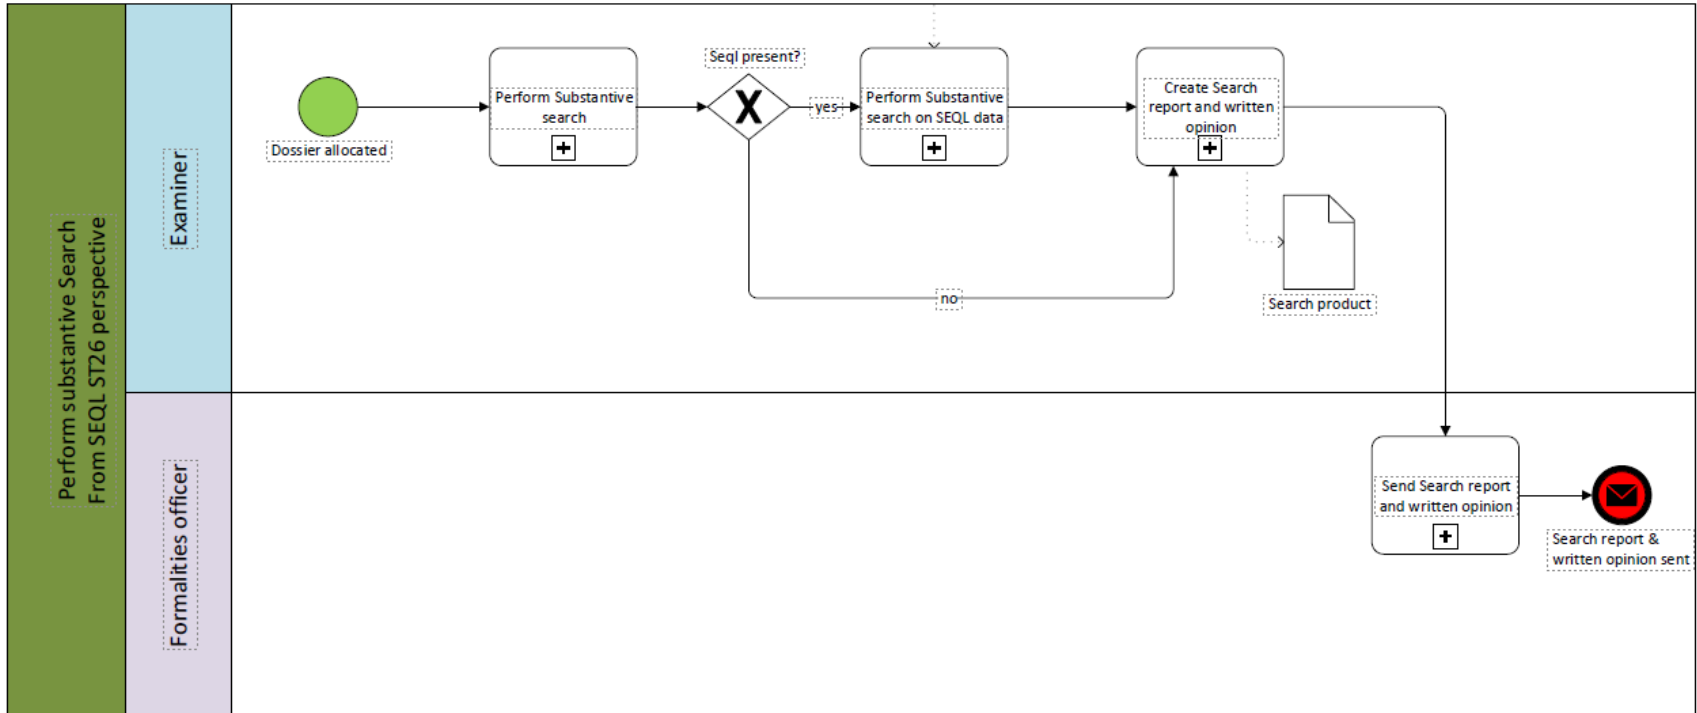 Perform substantive Search
From SEQL ST26 perspective
Examiner
Dossier allocated
Perform Substantive
search
Seql present?
yes
no
Perform Substantive
search on SEQL data
Create Search
report and written
opinion
Search product
Formalities officer
Send Search report
and written opinion
Search report &
written opinion sent